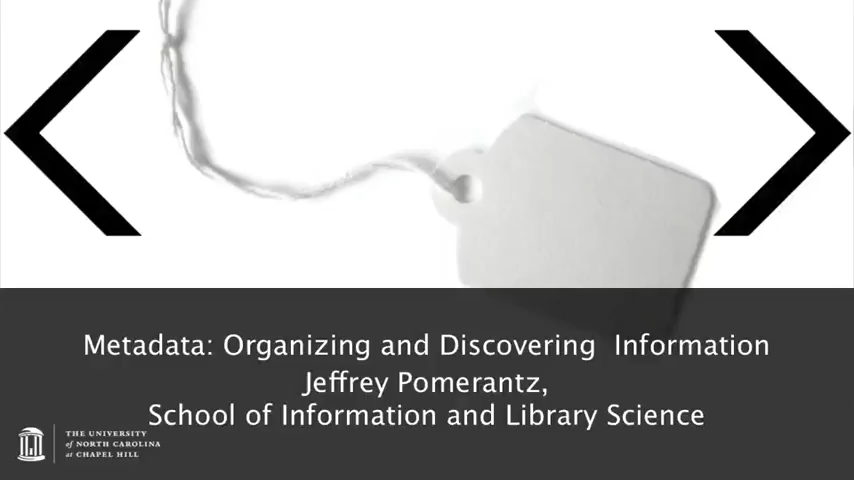 Metadata: Organizing and Discovering  Information
Jeffrey Pomerantz,
School of Information and Library Science
THE UNIVERSITY
of NORTH CAROLINA
at CHAPEL HILL